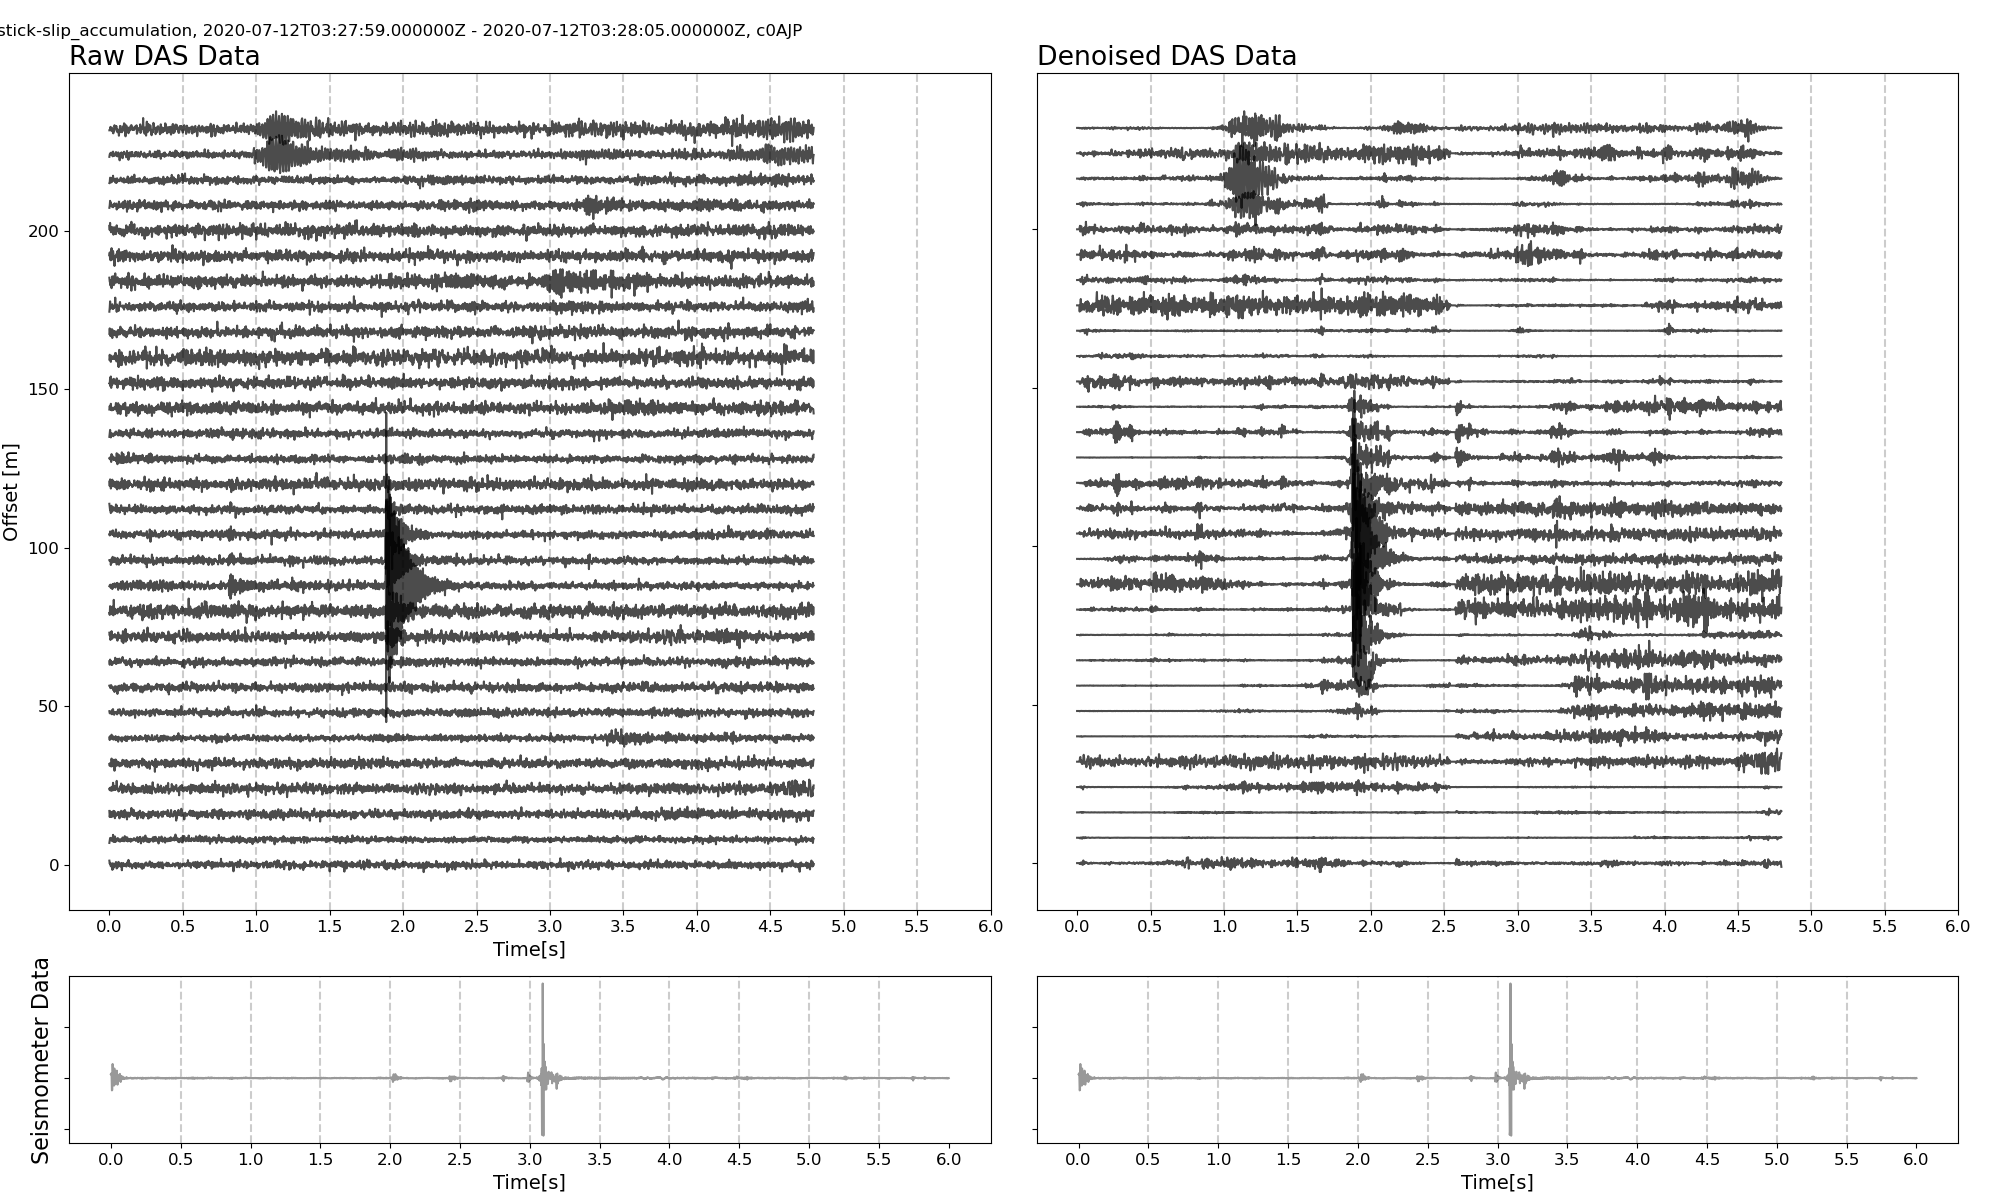 stick-slip_accumulation, 2020-07-12T03:27:59.000000Z - 2020-07-12T03:28:05.000000Z, c0AJP
Raw DAS Data
Denoised DAS Data
Offset [m]
200
150
100
50
0
0.0 0.5 1.0 1.5 2.0 2.5 3.0 3.5 4.0 4.5 5.0 5.5 6.0
Time[s]
0.0 0.5 1.0 1.5 2.0 2.5 3.0 3.5 4.0 4.5 5.0 5.5 6.0
Seismometer Data
0.0 0.5 1.0 1.5 2.0 2.5 3.0 3.5 4.0 4.5 5.0 5.5 6.0
Time[s]
0.0 0.5 1.0 1.5 2.0 2.5 3.0 3.5 4.0 4.5 5.0 5.5 6.0
Time[s]